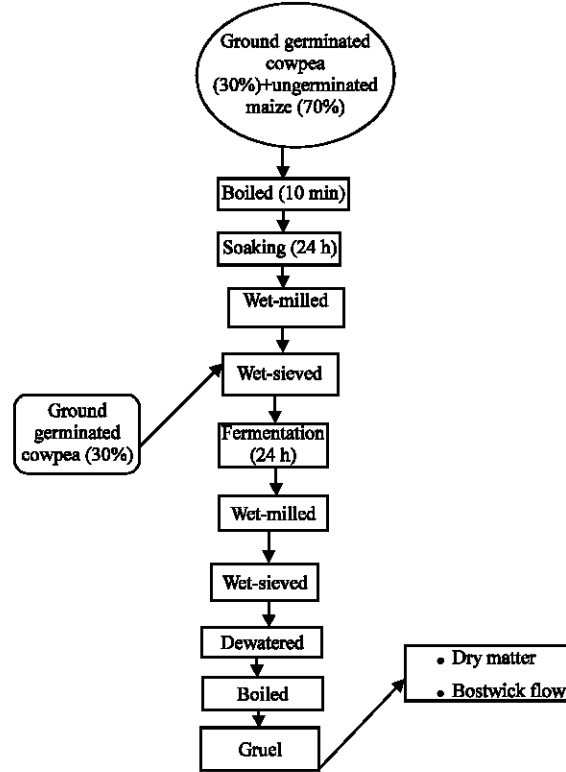 Ground germinated
cowpea
(30%)+ungerminated
maize (70%)
Boiled (10 min)
Soaking (24 h)
Wet-milled
Wet-sieved
Ground
germinated
cowpea (30%)
Fermentation
(24 h)
Wet-milled
Wet-sieved
Dewatered
Boiled
Gruel
• Dry matter
• Bostwick flow